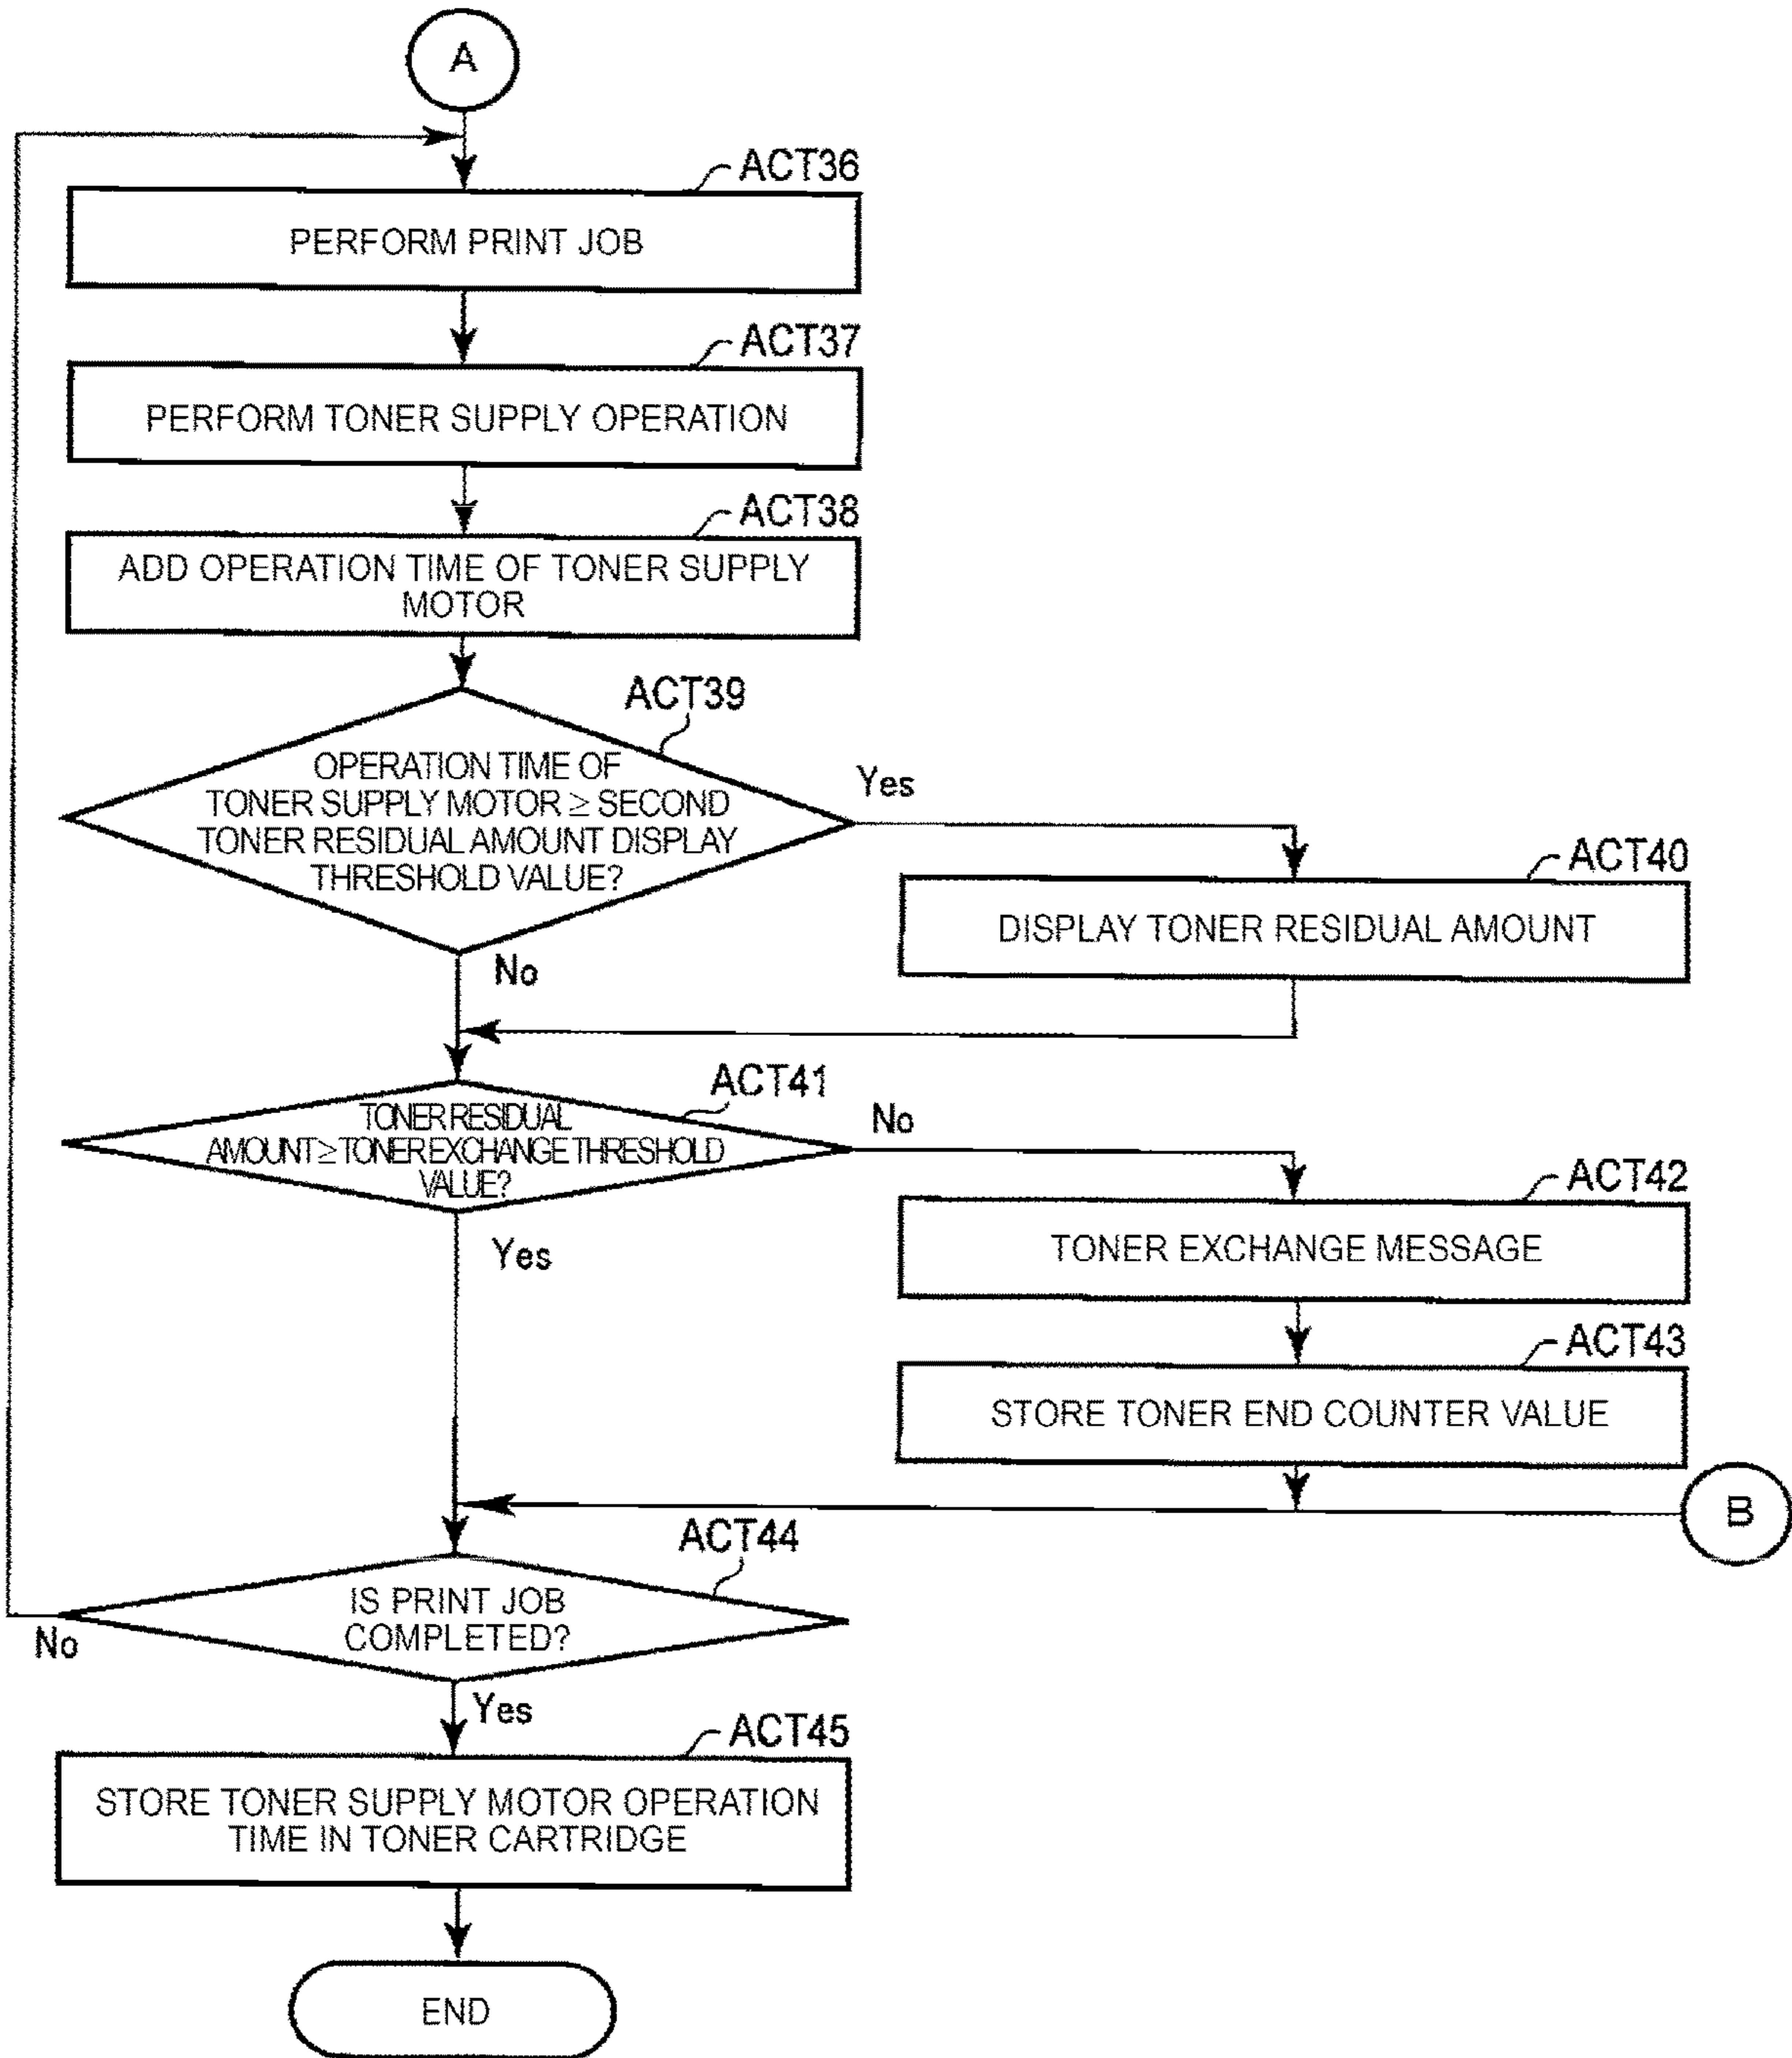 A
ACT36
PERFORM PRINT JOB
ACT37
PERFORM TONER SUPPLY OPERATION
ACT38
ADD OPERATION TIME OF TONER SUPPLY
MOTOR
ACT39
OPERATION TIME OF
TONER SUPPLY MOTOR ≥ SECOND
TONER RESIDUAL AMOUNT DISPLAY
THRESHOLD VALUE?
Yes
ACT40
DISPLAY TONER RESIDUAL AMOUNT
No
ACT41
TONER RESIDUAL
AMOUNT ≥ TONER EXCHANGE THRESHOLD
VALUE?
No
ACT42
TONER EXCHANGE MESSAGE
Yes
ACT43
STORE TONER END COUNTER VALUE
B
ACT44
IS PRINT JOB
COMPLETED?
No
Yes
ACT45
STORE TONER SUPPLY MOTOR OPERATION
TIME IN TONER CARTRIDGE
END